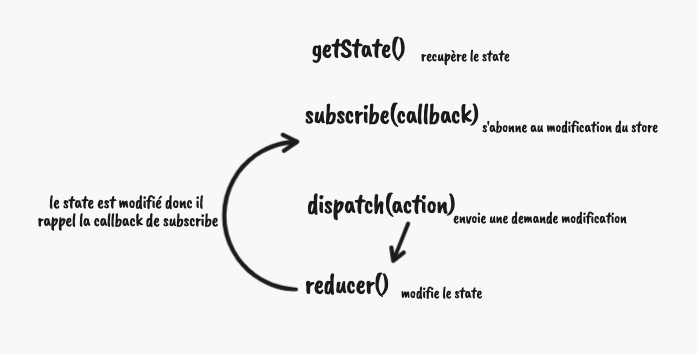 getState() recupère le state
subscribe(callback) s'abonne au modification du store
le state est modifié donc il
rappel la callback de subscribe
dispatch(action) envoie une demande modification
reducer() modifie le state